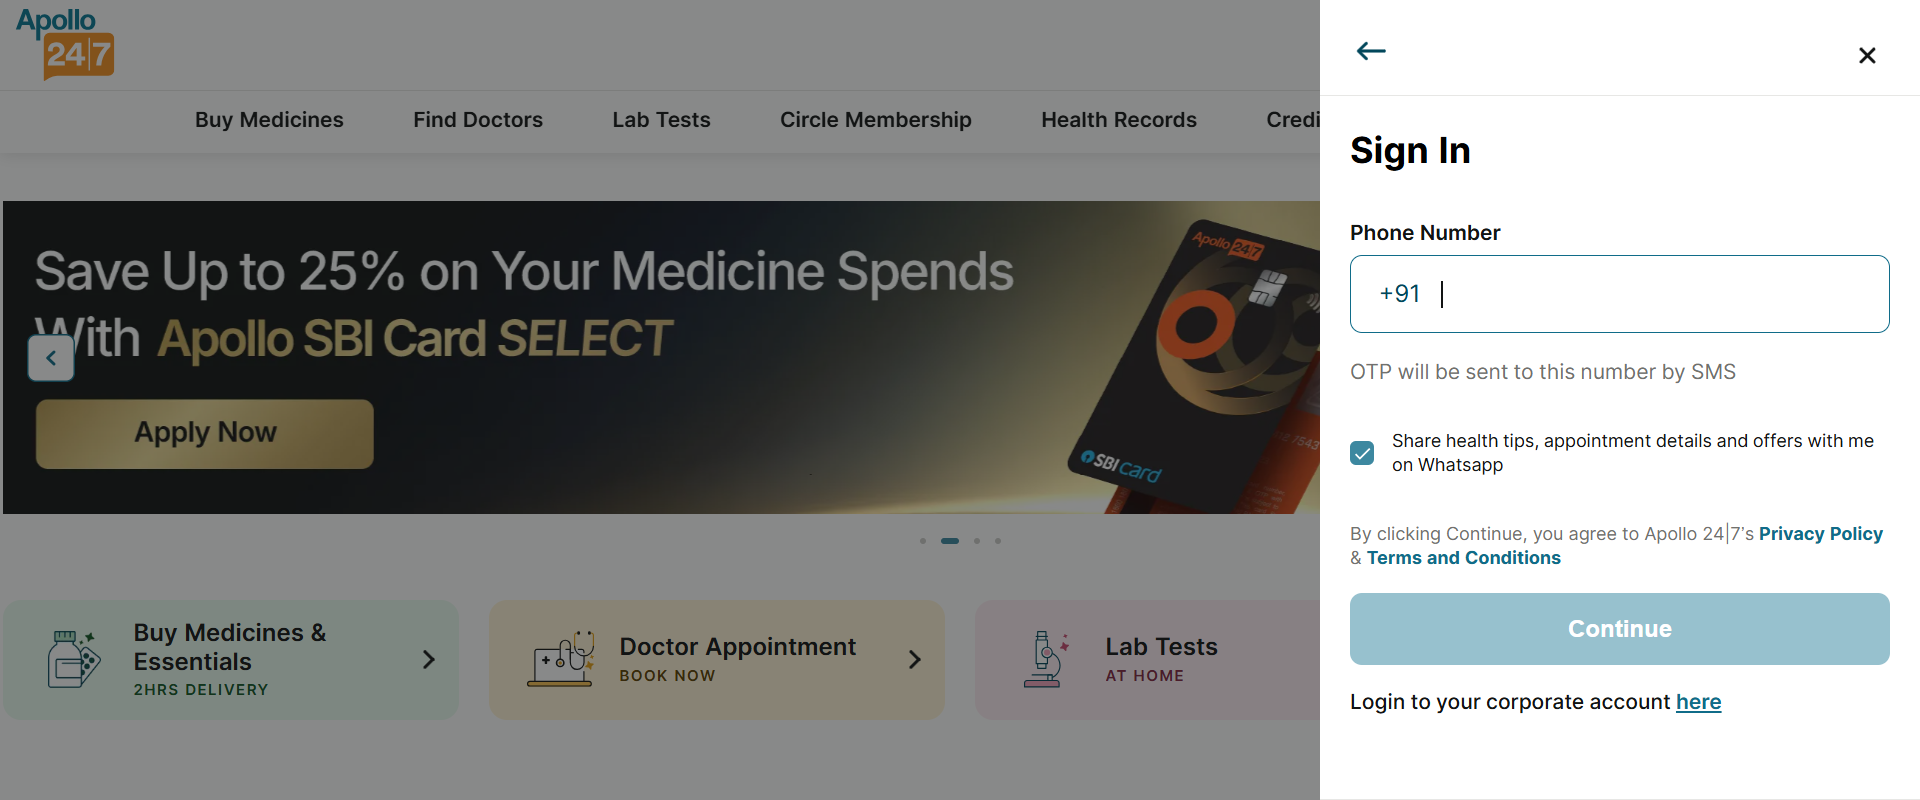 Apollo
24|7
Buy Medicines
Find Doctors
Lab Tests
Circle Membership
Health Records
Credi
Save Up to 25% on Your Medicine Spends
With Apollo SBI Card SELECT
Apply Now
Apollo 24|7
SBI card
Buy Medicines &
Essentials
2HRS DELIVERY
Doctor Appointment
BOOK NOW
Lab Tests
AT HOME
Sign In
Phone Number
+91
OTP will be sent to this number by SMS
Share health tips, appointment details and offers with me
on Whatsapp
By clicking Continue, you agree to Apollo 24|7's Privacy Policy
& Terms and Conditions
Continue
Login to your corporate account here